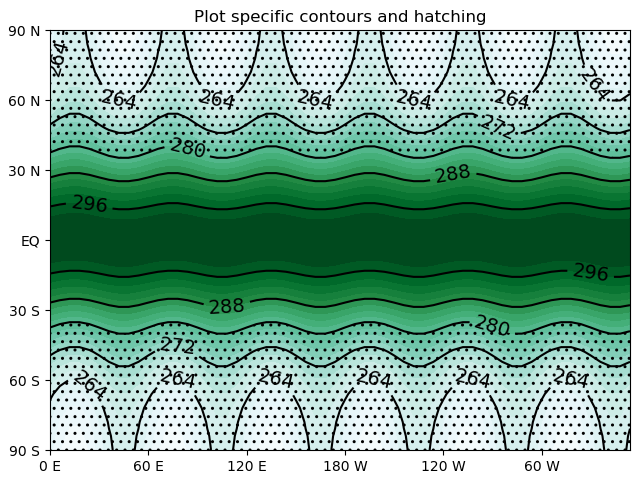 Plot specific contours and hatching
90 N
264
264
264 264 264 264 264
60 N
272
280
30 N
288
296
EQ
296
288
30 S
280
272
264 264 264 264 264 264
60 S
90 S
0 E 60 E 120 E 180 W 120 W 60 W